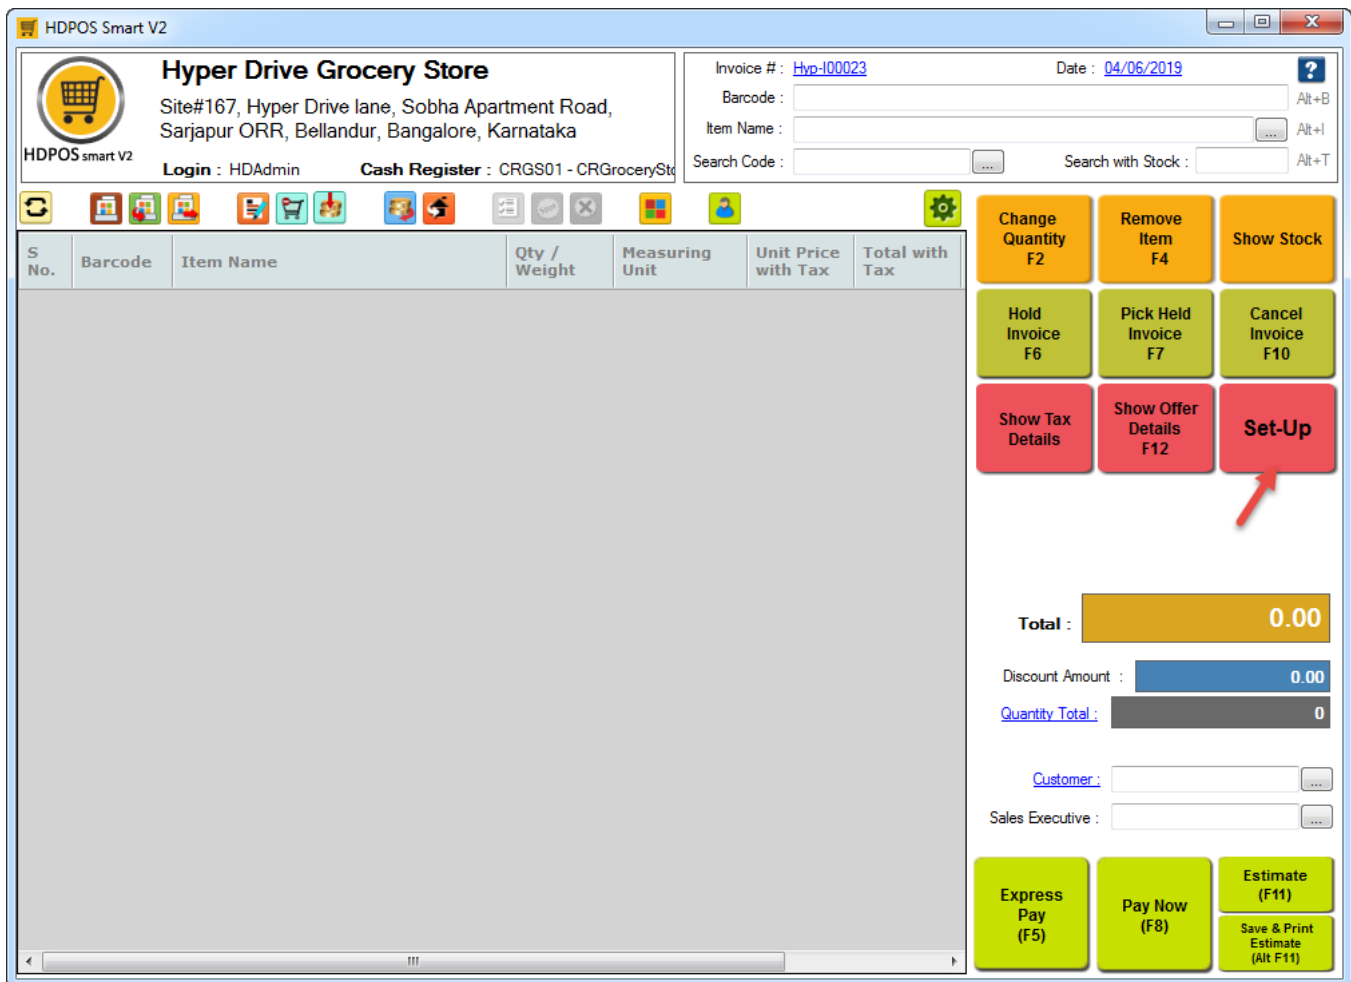 HDPOS Smart V2
Hyper Drive Grocery Store
Site#167, Hyper Drive lane, Sobha Apartment Road,
Sarjapur ORR, Bellandur, Bangalore, Karnataka
HDPOS smart V2
Login : HDAdmin Cash Register : CRGS01 - CRGrocerySto
Invoice # : Hyp-I00023 Date : 04/06/2019 ?
Barcode : Alt+B
Item Name : ... Alt+I
Search Code : ... Search with Stock : Alt+T
S No. Barcode Item Name Qty / Weight Measuring Unit Unit Price with Tax Total with Tax
Change
Quantity
F2
Remove
Item
F4
Show Stock
Hold
Invoice
F6
Pick Held
Invoice
F7
Cancel
Invoice
F10
Show Tax
Details
Show Offer
Details
F12
Set-Up
Total : 0.00
Discount Amount : 0.00
Quantity Total : 0
Customer : ...
Sales Executive : ...
Express
Pay
(F5)
Pay Now
(F8)
Estimate
(F11)
Save & Print
Estimate
(Alt F11)